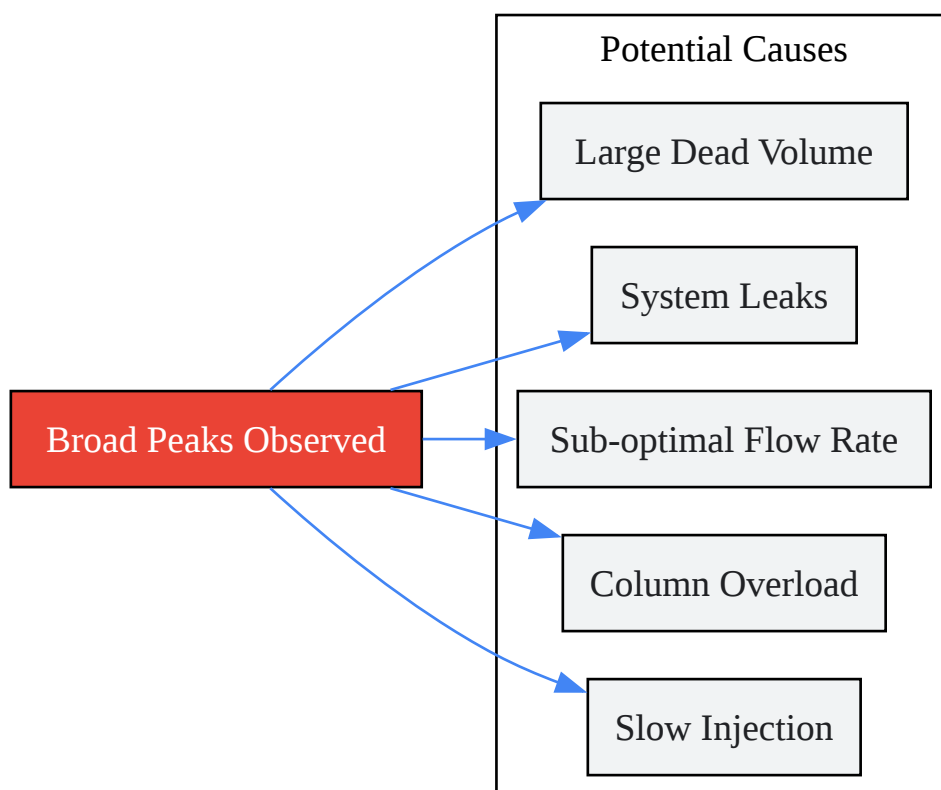 Potential Causes
Large Dead Volume
System Leaks
Broad Peaks Observed
Sub-optimal Flow Rate
Column Overload
Slow Injection